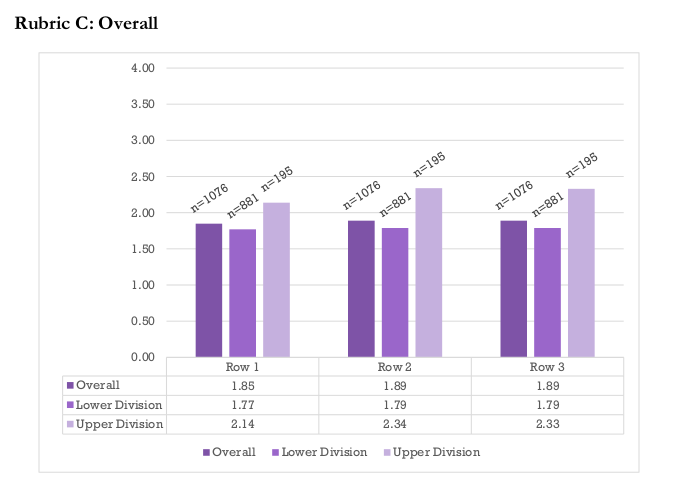 Rubric C: Overall
4.00
3.50
3.00
2.50
2.00
1.50
1.00
0.50
0.00
n=1076 n=881 n=195 n=1076 n=881 n=195 n=1076 n=881 n=195
Row 1 Row 2 Row 3
Overall 1.85 1.89 1.89
Lower Division 1.77 1.79 1.79
Upper Division 2.14 2.34 2.33
Overall Lower Division Upper Division